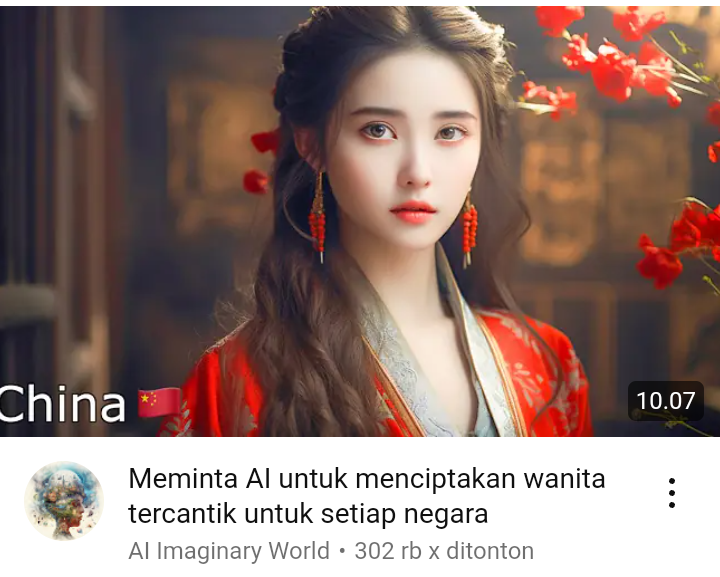 China
10.07
Meminta AI untuk menciptakan wanita
tercantik untuk setiap negara
AI Imaginary World • 302 rb x ditonton